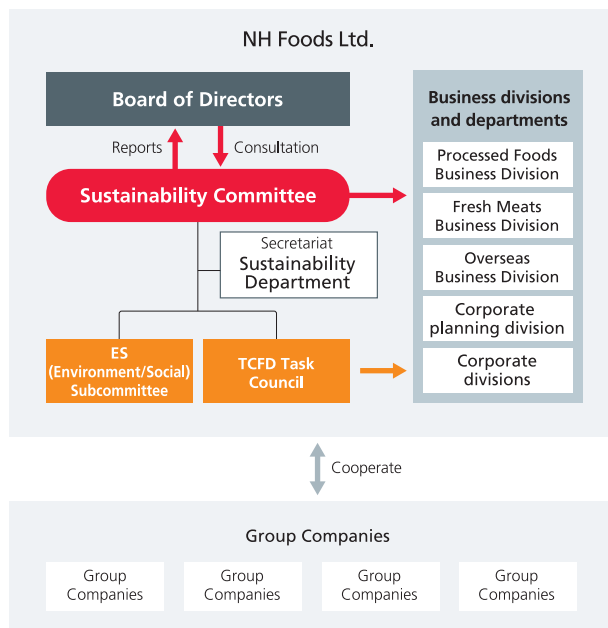 NH Foods Ltd.
Board of Directors
Reports
Consultation
Sustainability Committee
Secretariat
Sustainability
Department
ES
(Environment/Social)
Subcommittee
TCFD Task
Council
Business divisions
and departments
Processed Foods
Business Division
Fresh Meats
Business Division
Overseas
Business Division
Corporate
planning division
Corporate
divisions
Cooperate
Group Companies
Group
Companies
Group
Companies
Group
Companies
Group
Companies